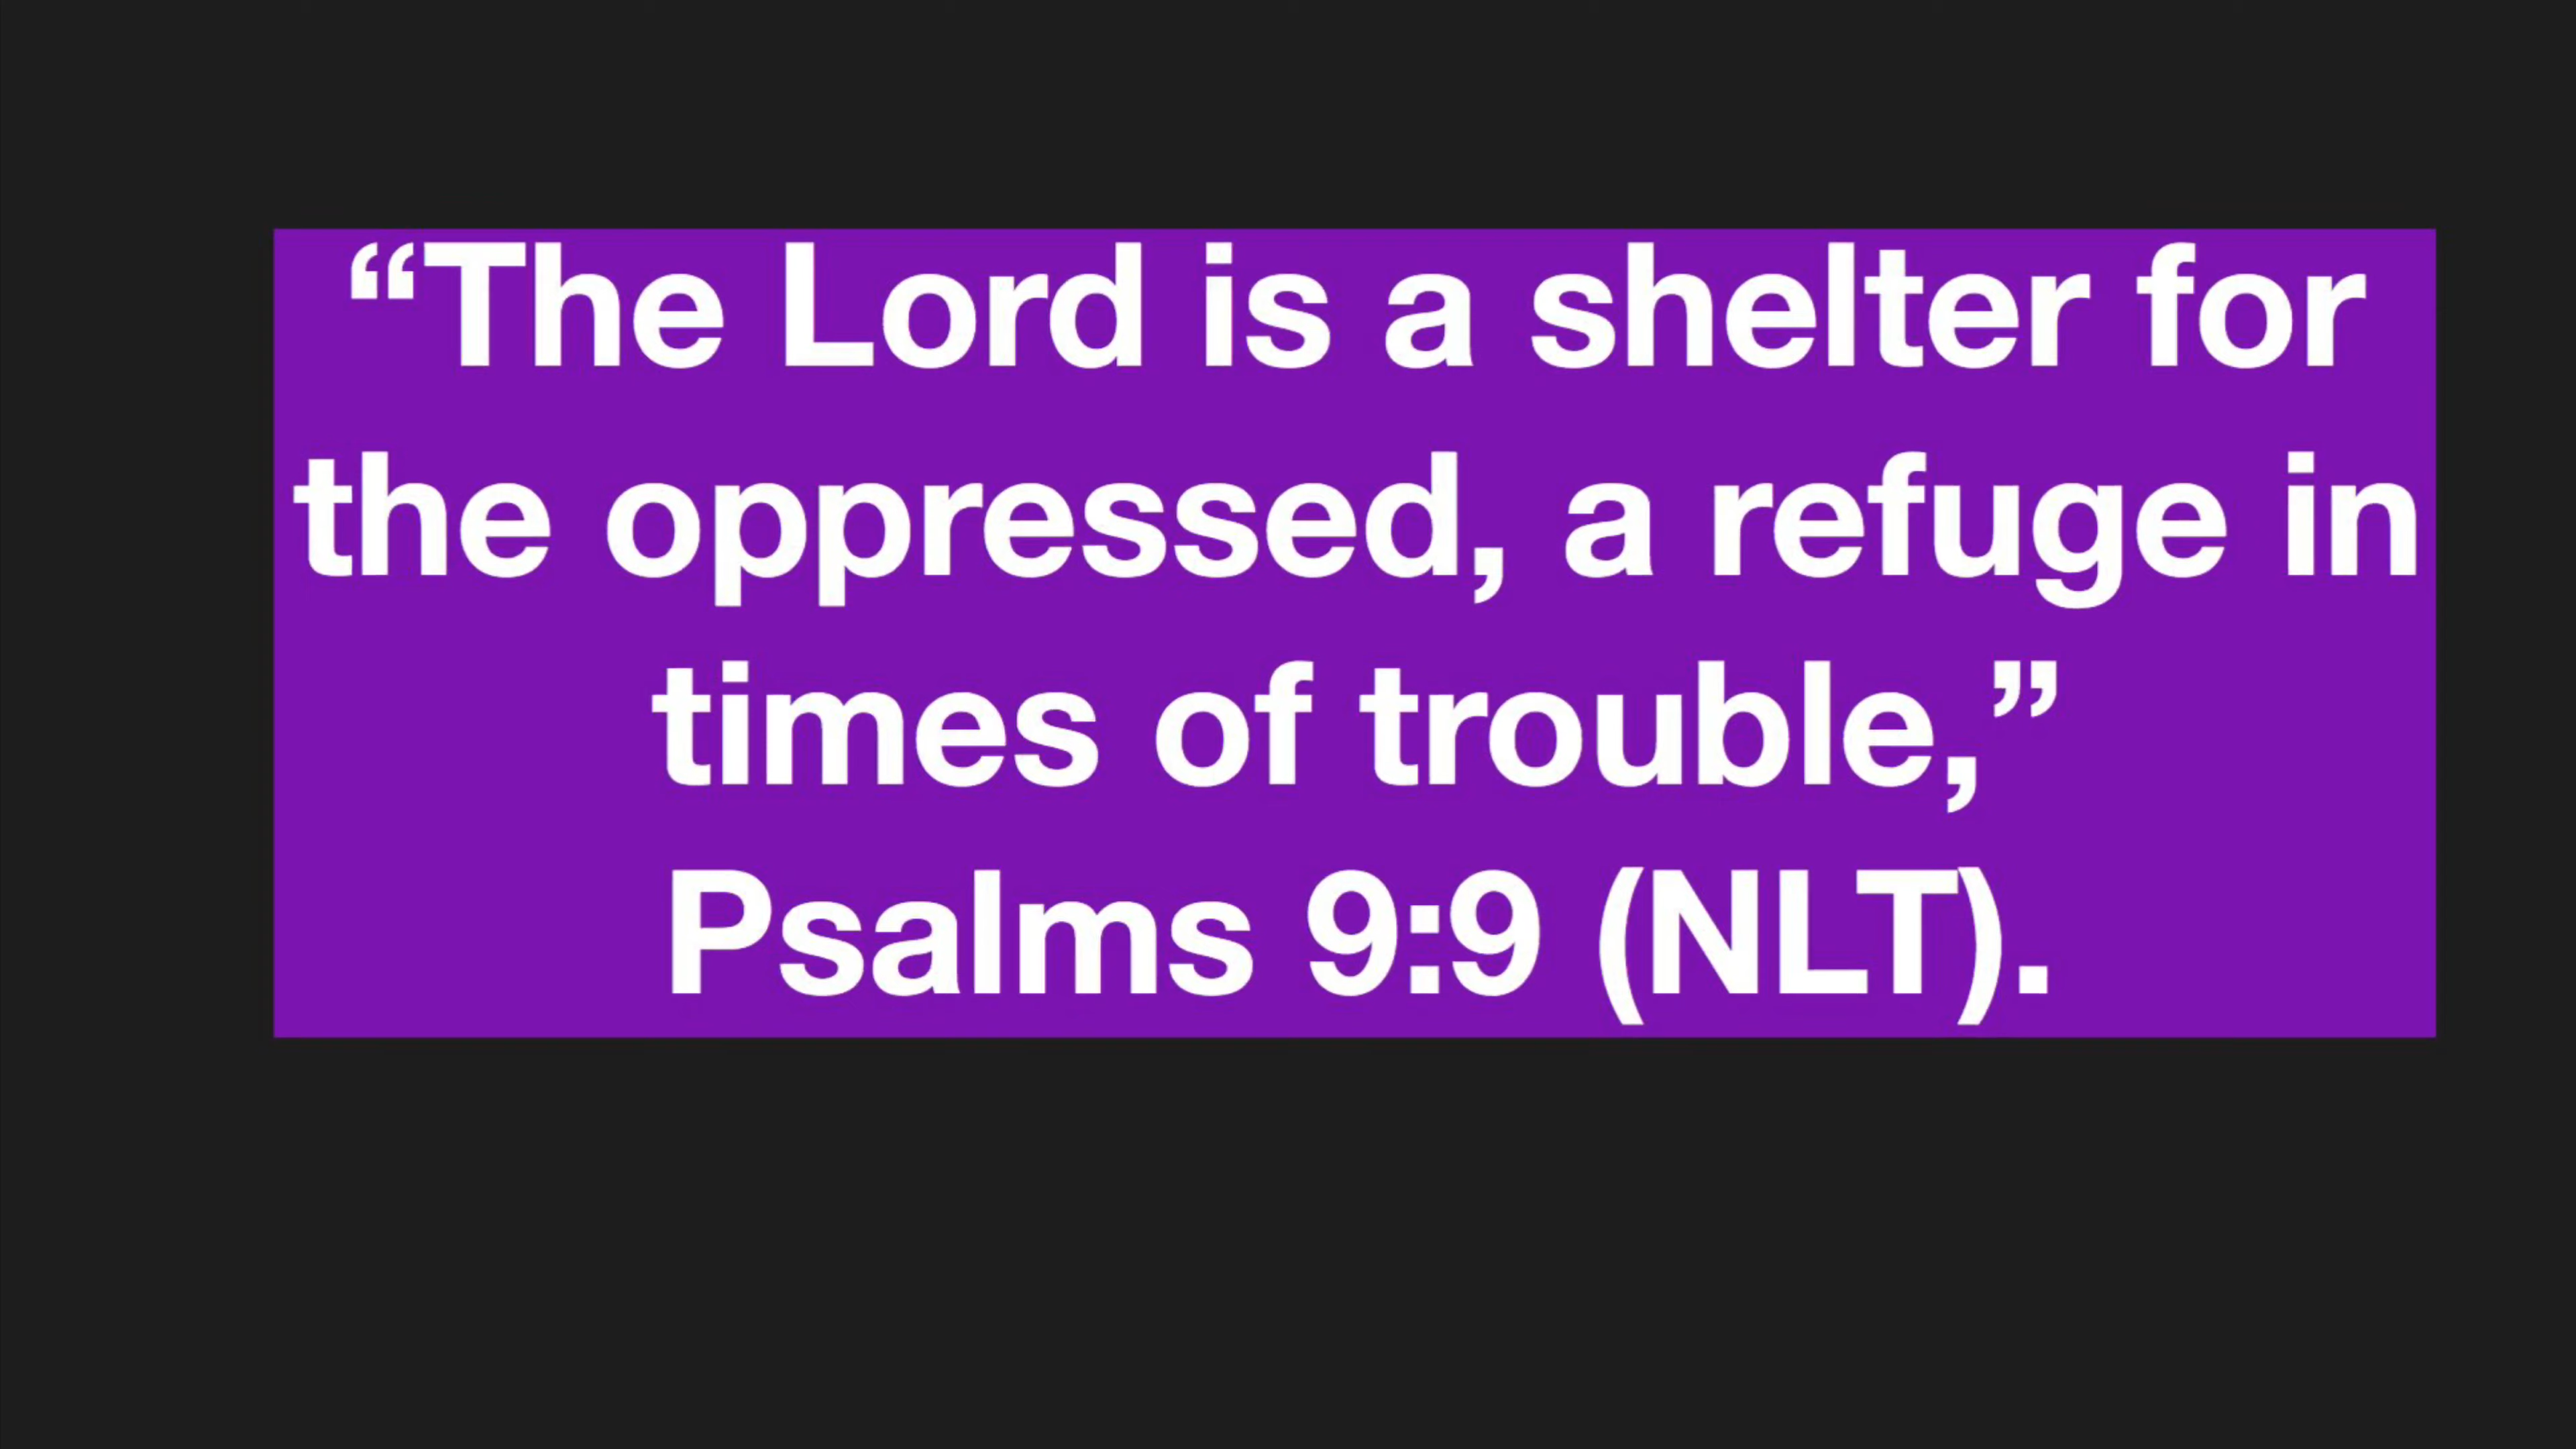 “The Lord is a shelter for
the oppressed, a refuge in
times of trouble,”
Psalms 9:9 (NLT).